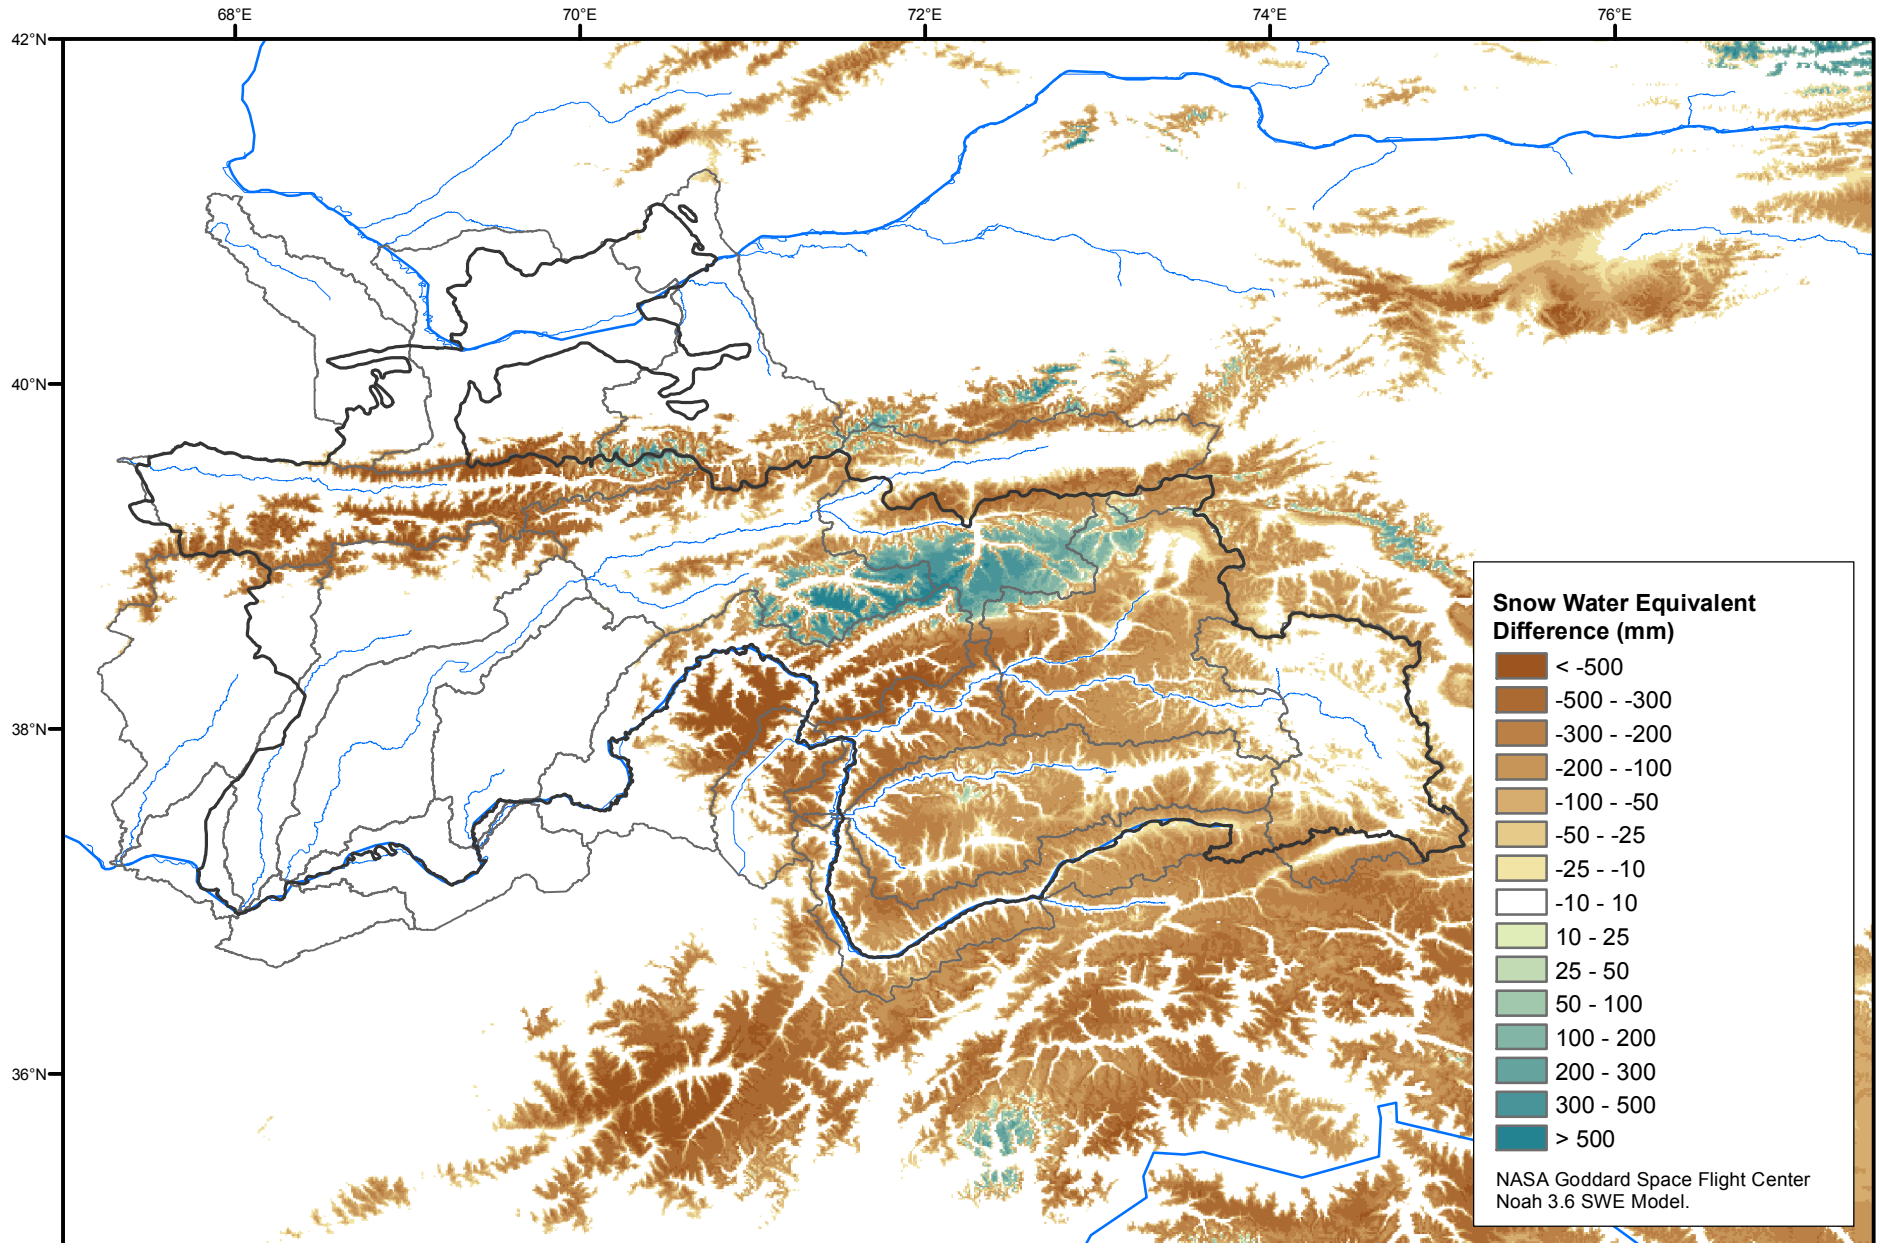 68°E 70°E 72°E 74°E 76°E
42°N
40°N
38°N
36°N
Snow Water Equivalent
Difference (mm)
< -500
-500 - -300
-300 - -200
-200 - -100
-100 - -50
-50 - -25
-25 - -10
-10 - 10
10 - 25
25 - 50
50 - 100
100 - 200
200 - 300
300 - 500
> 500
NASA Goddard Space Flight Center
Noah 3.6 SWE Model.